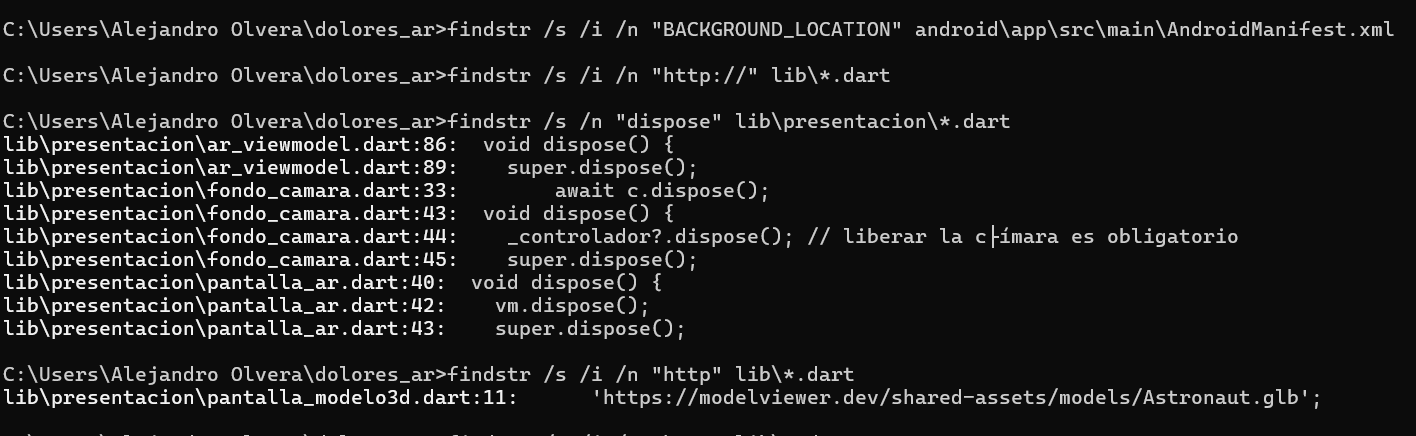 C:\Users\Alejandro Olvera\dolores_ar>findstr /s /i /n "BACKGROUND_LOCATION" android\app\src\main\AndroidManifest.xml
C:\Users\Alejandro Olvera\dolores_ar>findstr /s /i /n "http://" lib\*.dart
C:\Users\Alejandro Olvera\dolores_ar>findstr /s /n "dispose" lib\presentacion\*.dart
lib\presentacion\ar_viewmodel.dart:86:  void dispose() {
lib\presentacion\ar_viewmodel.dart:89:    super.dispose();
lib\presentacion\fondo_camara.dart:33:        await c.dispose();
lib\presentacion\fondo_camara.dart:43:  void dispose() {
lib\presentacion\fondo_camara.dart:44:    _controlador?.dispose(); // liberar la c├ímara es obligatorio
lib\presentacion\fondo_camara.dart:45:    super.dispose();
lib\presentacion\pantalla_ar.dart:40:  void dispose() {
lib\presentacion\pantalla_ar.dart:42:    vm.dispose();
lib\presentacion\pantalla_ar.dart:43:    super.dispose();
C:\Users\Alejandro Olvera\dolores_ar>findstr /s /i /n "http" lib\*.dart
lib\presentacion\pantalla_modelo3d.dart:11:      'https://modelviewer.dev/shared-assets/models/Astronaut.glb';